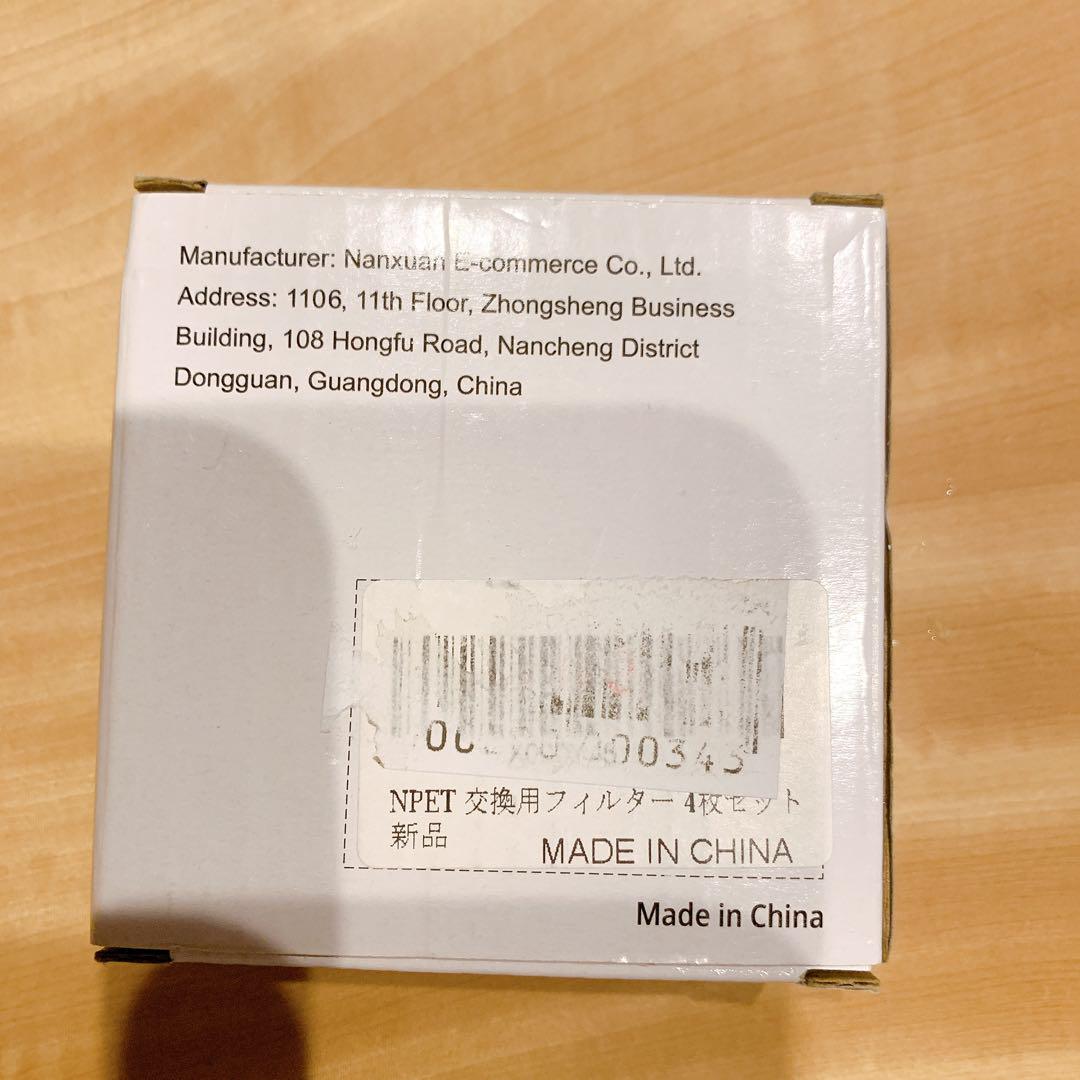 Manufacturer: Nanxuan E-commerce Co., Ltd.
Address: 1106, 11th Floor, Zhongsheng Business
Building, 108 Hongfu Road, Nancheng District
Dongguan, Guangdong, China
00343
NPET 交換用フィルター 4枚セット
新品
MADE IN CHINA
Made in China